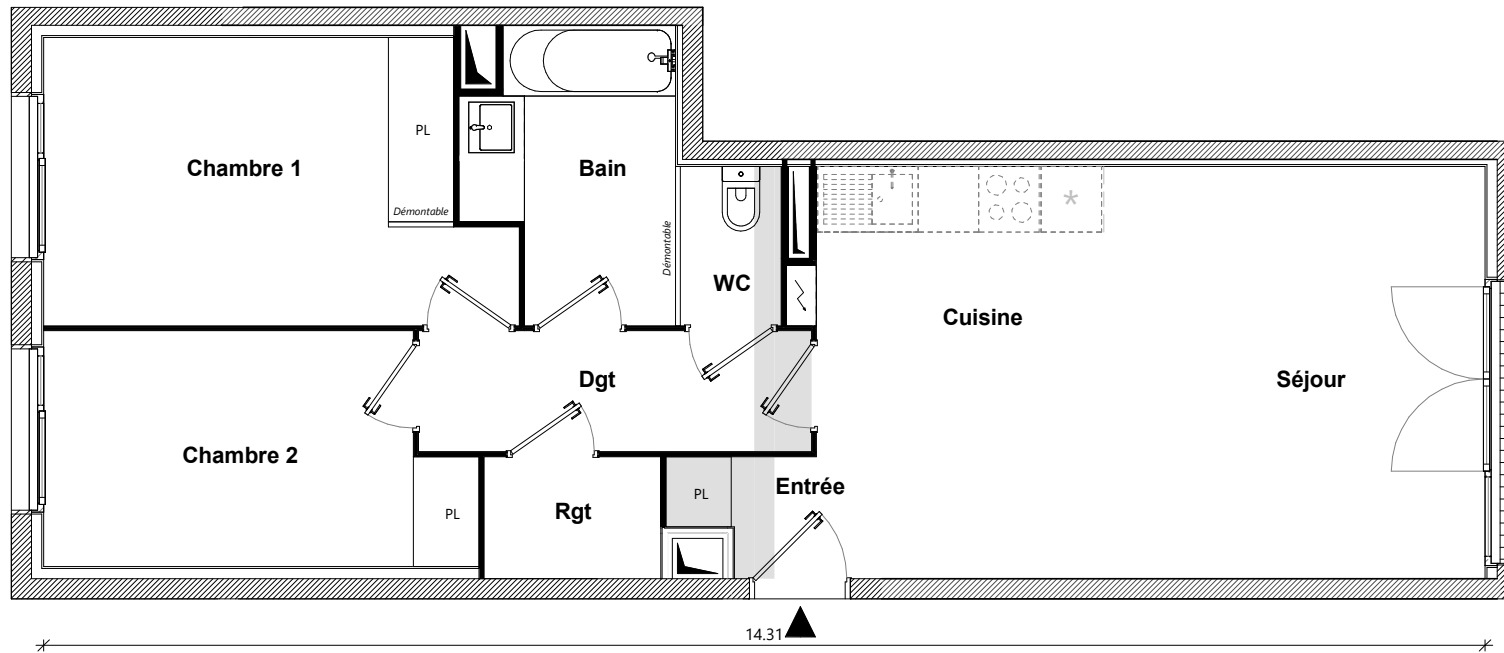 PL
Chambre 1
Bain
Démontable
Démontable
WC
*
Cuisine
Dgt
Séjour
Chambre 2
Entrée
PL
Rgt
PL
14.31